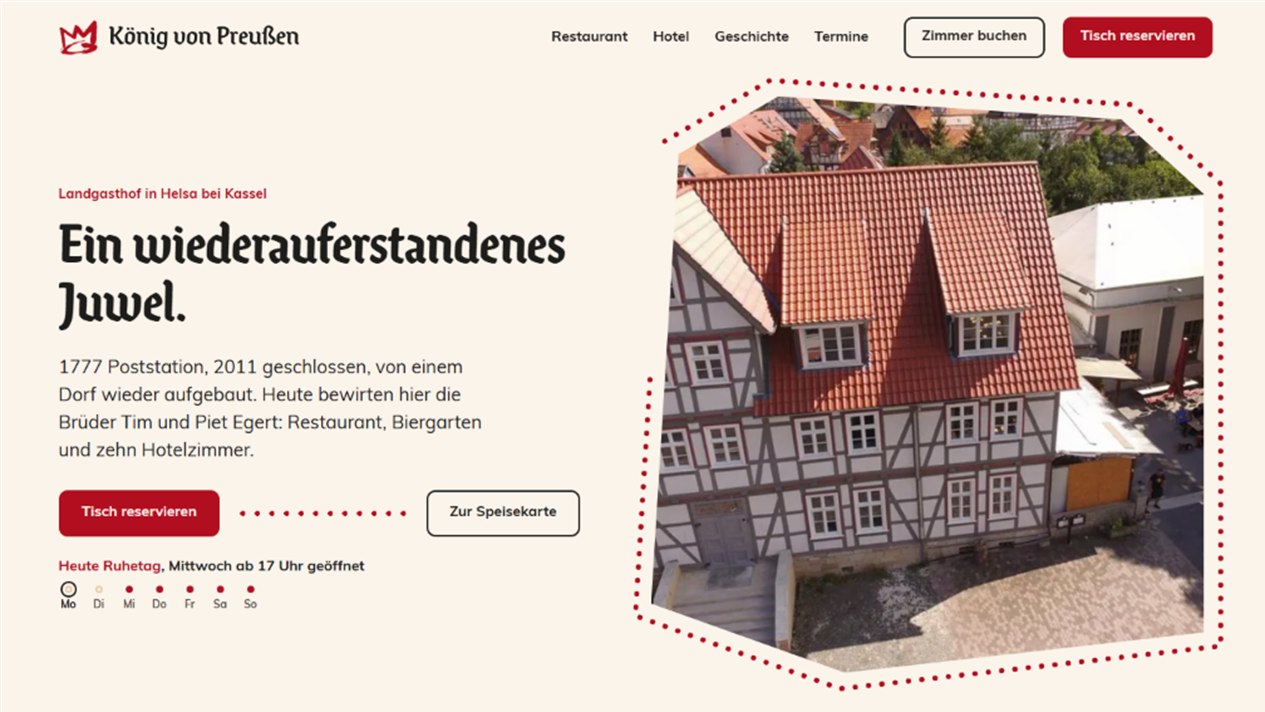 König von Preußen
Restaurant
Hotel
Geschichte
Termine
Zimmer buchen
Tisch reservieren
Landgasthof in Helsa bei Kassel
Ein wiederauferstandenes
Juwel.
1777 Poststation, 2011 geschlossen, von einem
Dorf wieder aufgebaut. Heute bewirten hier die
Brüder Tim und Piet Egert: Restaurant, Biergarten
und zehn Hotelzimmer.
Tisch reservieren
Zur Speisekarte
Heute Ruhetag, Mittwoch ab 17 Uhr geöffnet
Mo Di Mi Do Fr Sa So